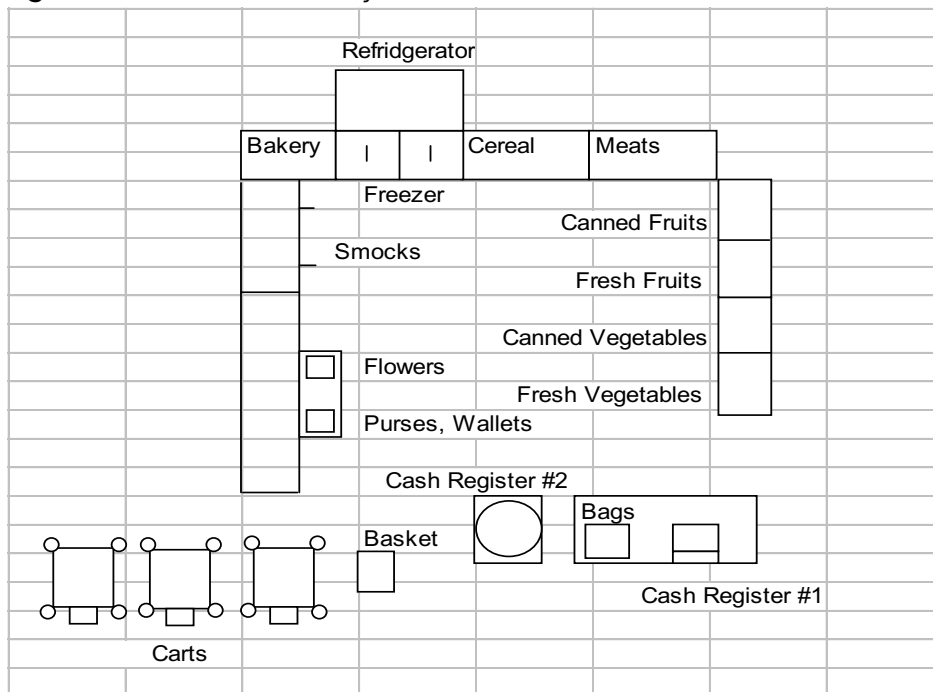 Refridgerator
Bakery
Cereal
Meats
Freezer
Canned Fruits
Smocks
Fresh Fruits
Canned Vegetables
Flowers
Fresh Vegetables
Purses, Wallets
Cash Register #2
Bags
Basket
Cash Register #1
Carts